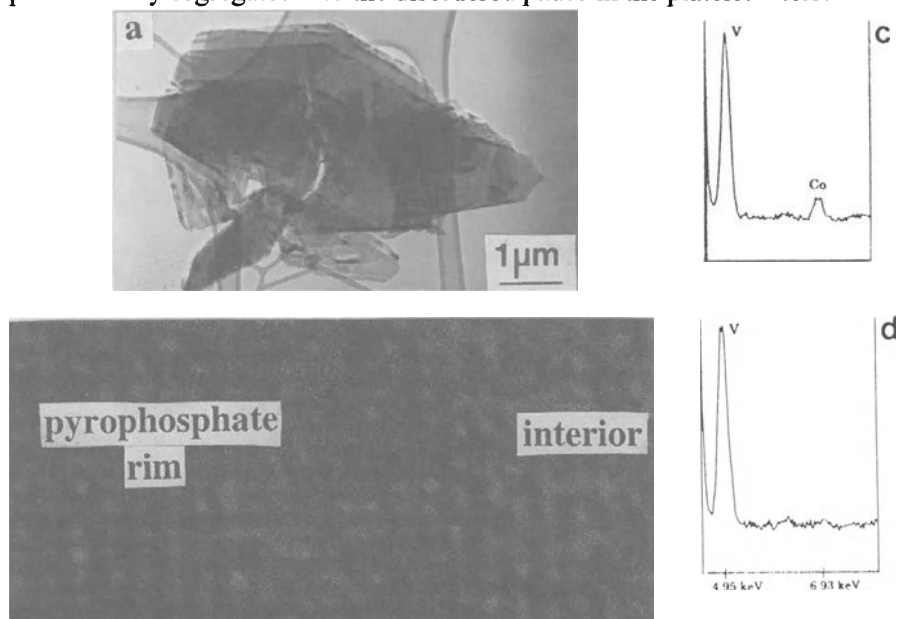 a
V
c
Co
1µm
V
d
pyrophosphate
rim
interior
4.95 keV
6.93 keV